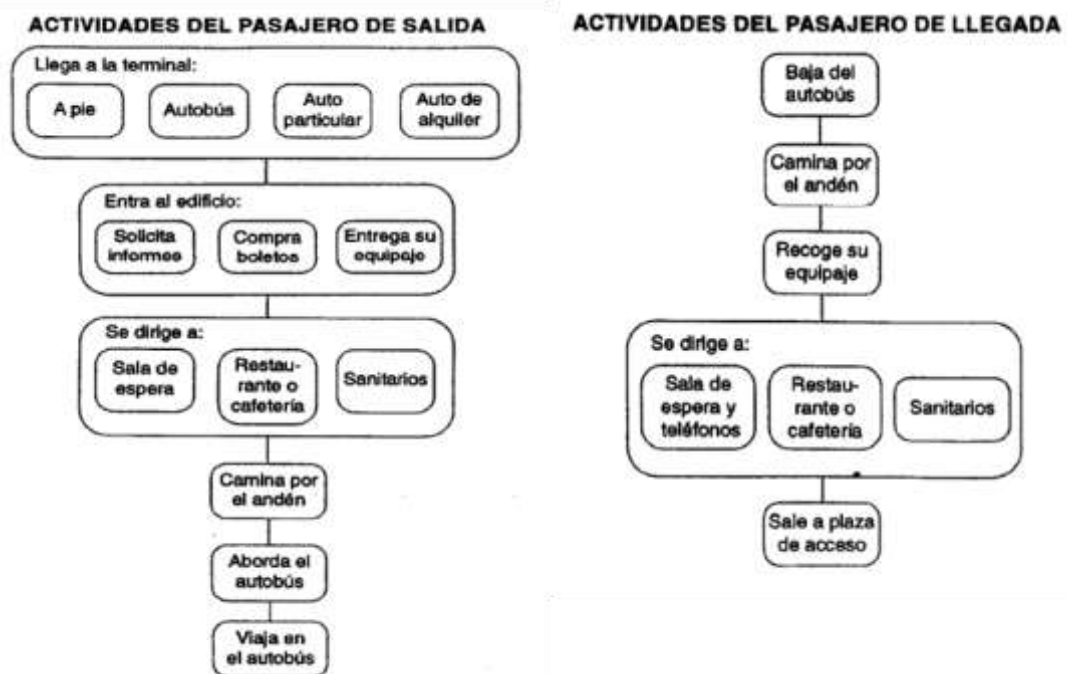 ACTIVIDADES DEL PASAJERO DE SALIDA
Llega a la terminal:
A pie
Autobús
Auto
particular
Auto de
alquiler
Entra al edificio:
Solicita
informes
Compra
boletos
Entrega su
equipaje
Se dirige a:
Sala de
espera
Restau-
rante o
cafetería
Sanitarios
Camina por
el andén
Aborda el
autobús
Viaja en
el autobús
ACTIVIDADES DEL PASAJERO DE LLEGADA
Baja del
autobús
Camina por
el andén
Recoge su
equipaje
Se dirige a:
Sala de
espera y
teléfonos
Restau-
rante o
cafetería
Sanitarios
Sale a plaza
de acceso